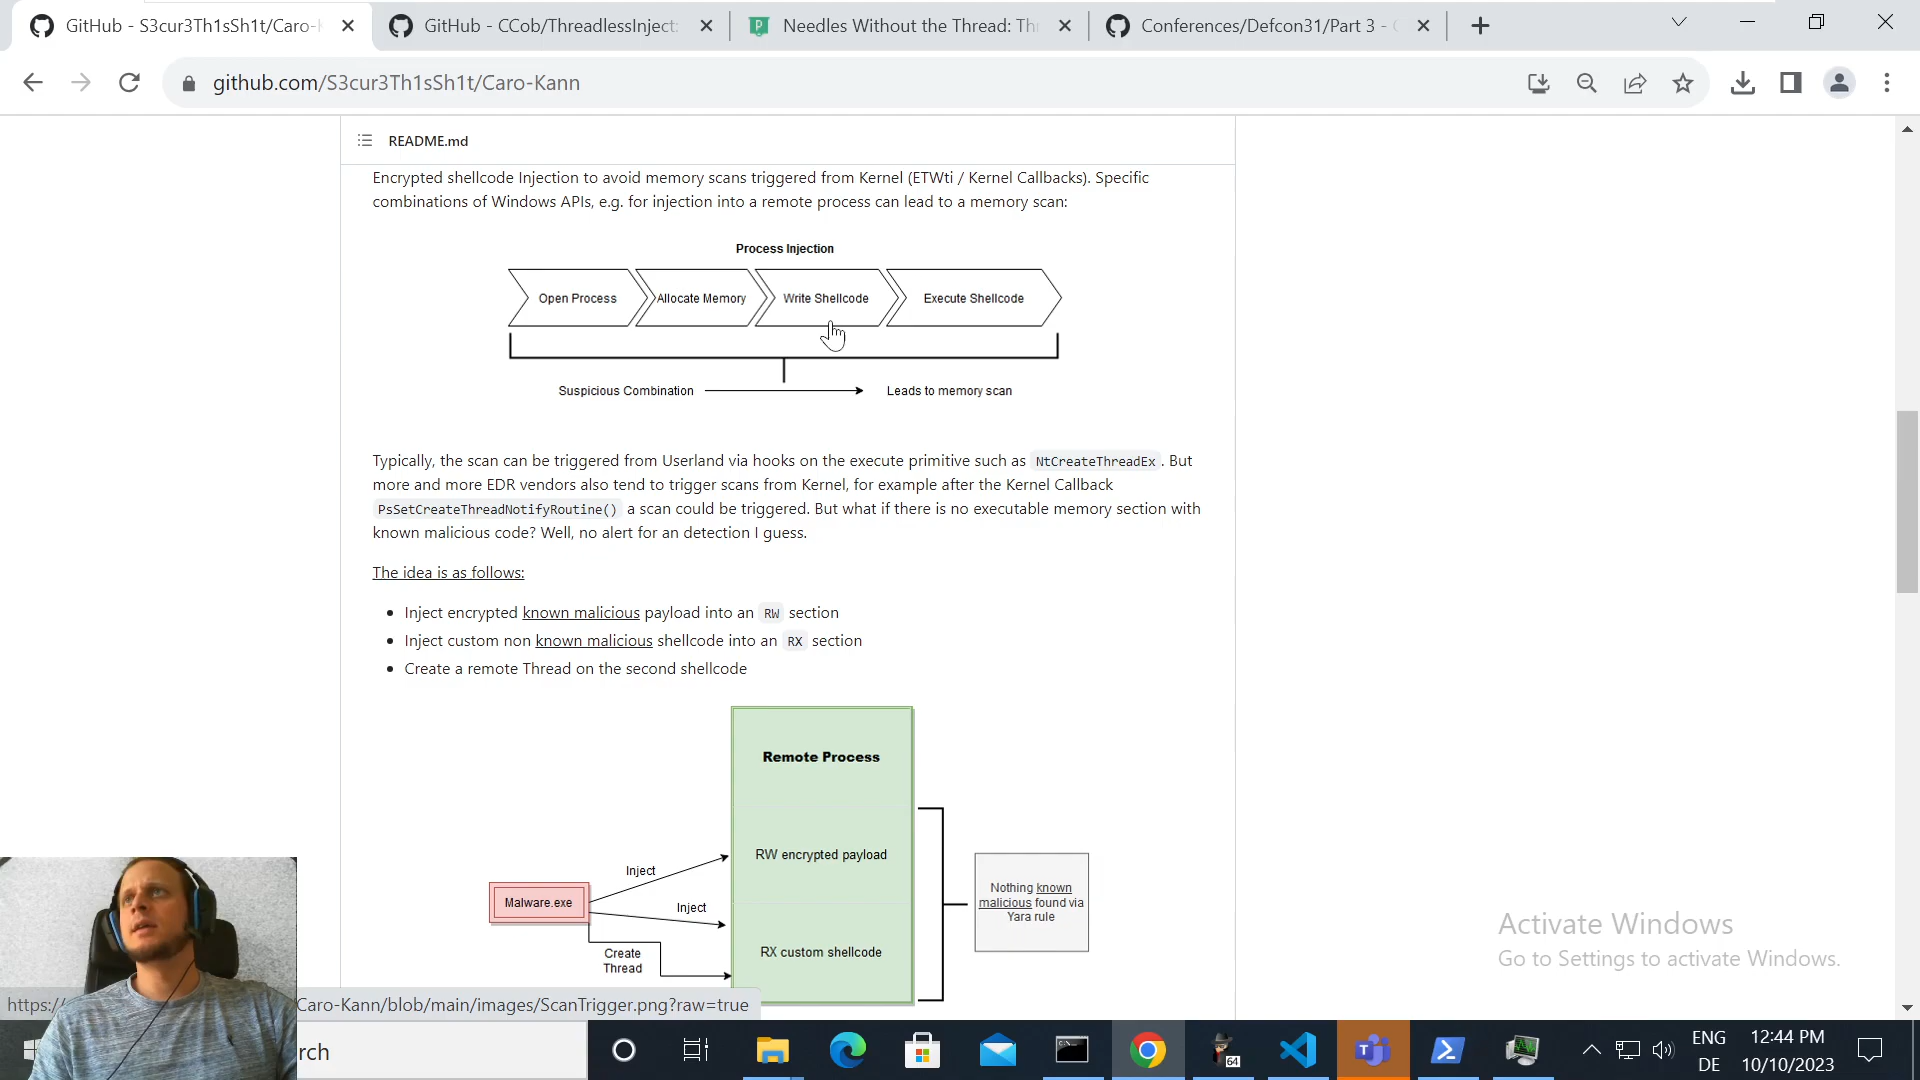 GitHub - S3cur3Th1sSh1t/Caro-
GitHub - CCob/ThreadlessInject:
Needles Without the Thread: Th
Conferences/Defcon31/Part 3 -
github.com/S3cur3Th1sSh1t/Caro-Kann
README.md
Encrypted shellcode Injection to avoid memory scans triggered from Kernel (ETWti / Kernel Callbacks). Specific
combinations of Windows APIs, e.g. for injection into a remote process can lead to a memory scan:
Process Injection
Open Process
Allocate Memory
Write Shellcode
Execute Shellcode
Suspicious Combination
Leads to memory scan
Typically, the scan can be triggered from Userland via hooks on the execute primitive such as NtCreateThreadEx. But
more and more EDR vendors also tend to trigger scans from Kernel, for example after the Kernel Callback
PsSetCreateThreadNotifyRoutine() a scan could be triggered. But what if there is no executable memory section with
known malicious code? Well, no alert for an detection I guess.
The idea is as follows:
Inject encrypted known malicious payload into an RW section
Inject custom non known malicious shellcode into an RX section
Create a remote Thread on the second shellcode
Remote Process
RW encrypted payload
RX custom shellcode
Malware.exe
Inject
Inject
Create
Thread
Nothing known
malicious found via
Yara rule
Activate Windows
Go to Settings to activate Windows.
https:/
Caro-Kann/blob/main/images/ScanTrigger.png?raw=true
rch
64
ENG
DE
12:44 PM
10/10/2023